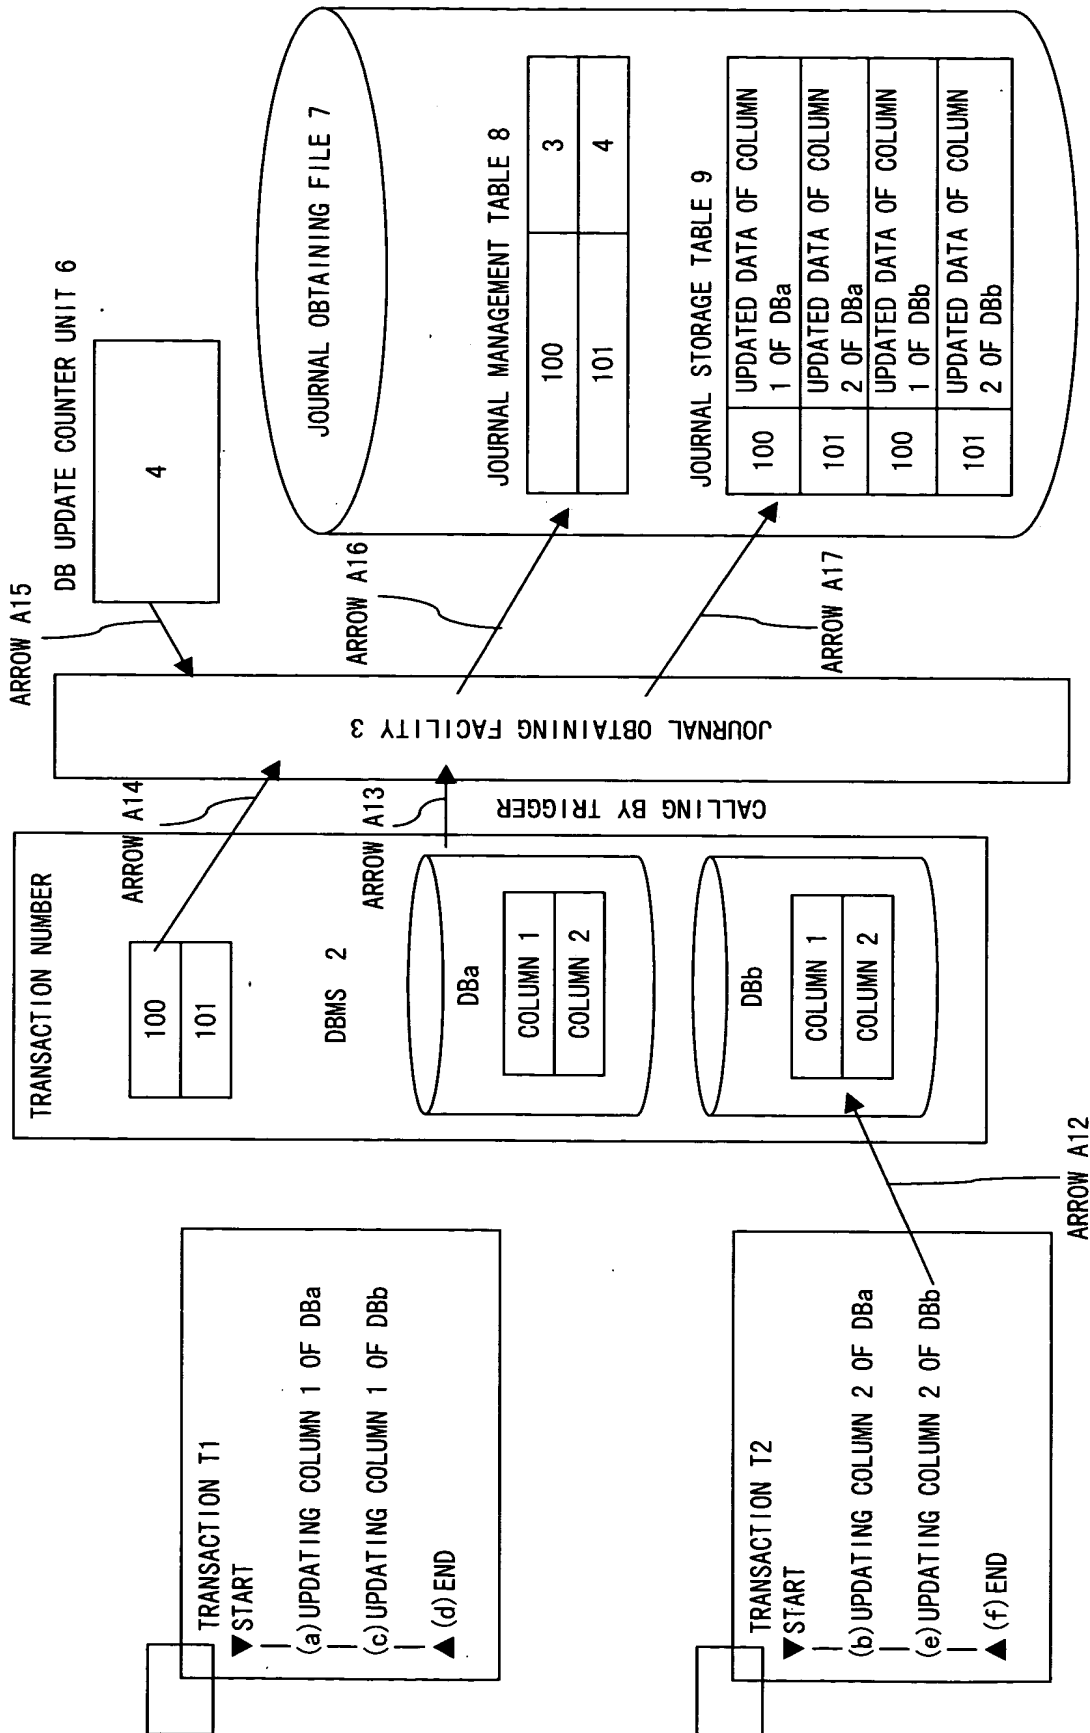 TRANSACTION T1
▼START
(a)UPDATING COLUMN 1 OF DBa
(c)UPDATING COLUMN 1 OF DBb
▲(d)END
TRANSACTION T2
▼START
(b)UPDATING COLUMN 2 OF DBa
(e)UPDATING COLUMN 2 OF DBb
▲(f)END
ARROW A12
TRANSACTION NUMBER
100
101
DBMS 2
DBa
COLUMN 1
COLUMN 2
DBb
COLUMN 1
COLUMN 2
ARROW A14
ARROW A13
CALLING BY TRIGGER
JOURNAL OBTAINING FACILITY 3
ARROW A15
DB UPDATE COUNTER UNIT 6
4
ARROW A16
ARROW A17
JOURNAL OBTAINING FILE 7
JOURNAL MANAGEMENT TABLE 8
100 3
101 4
JOURNAL STORAGE TABLE 9
100 UPDATED DATA OF COLUMN
1 OF DBa
101 UPDATED DATA OF COLUMN
2 OF DBa
100 UPDATED DATA OF COLUMN
1 OF DBb
101 UPDATED DATA OF COLUMN
2 OF DBb